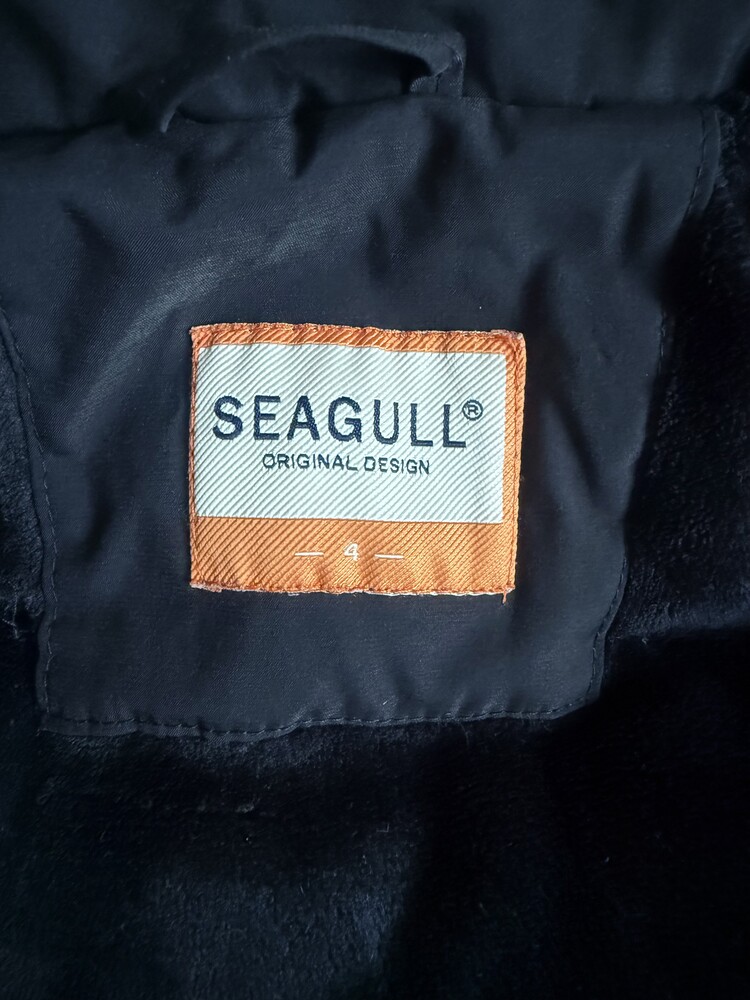 SEAGULL®
ORIGINAL DESIGN
— 4 —